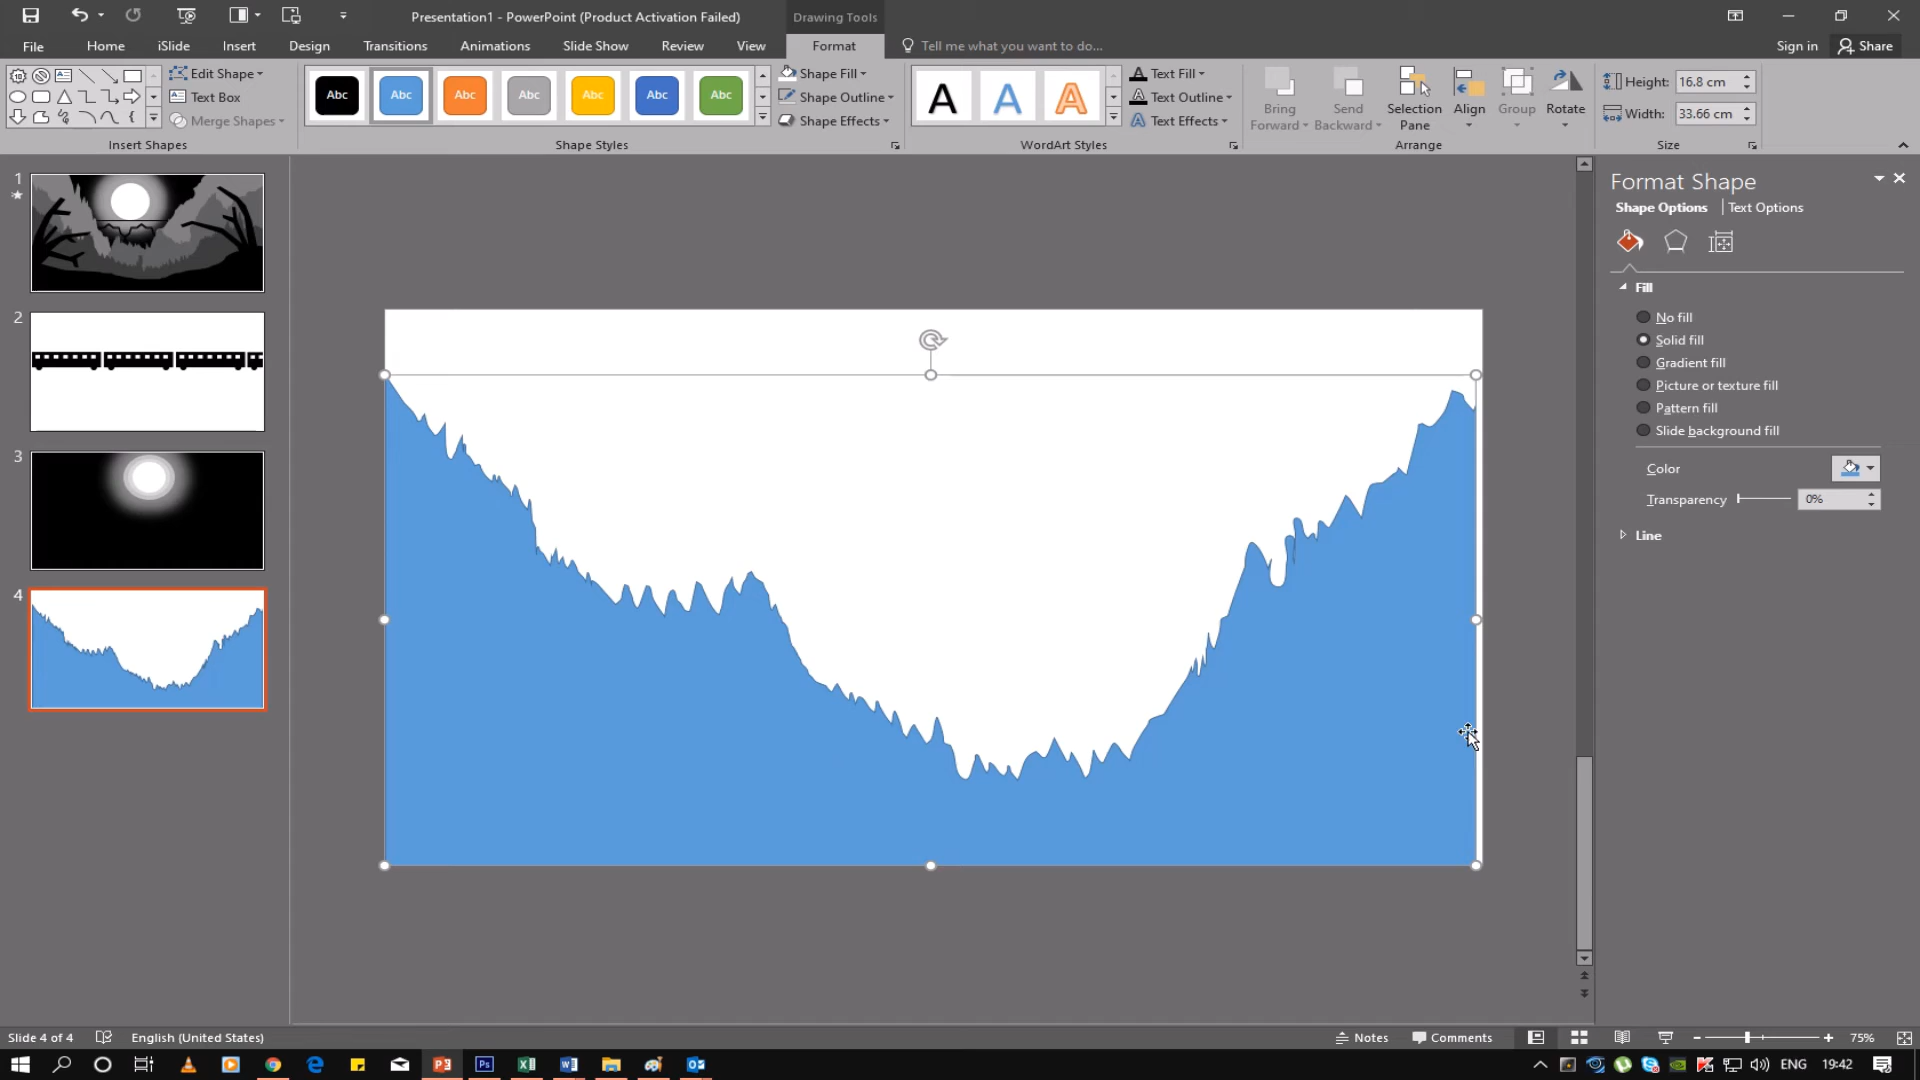 Presentation1 - PowerPoint (Product Activation Failed)
Drawing Tools
File
Home
iSlide
Insert
Design
Transitions
Animations
Slide Show
Review
View
Format
Tell me what you want to do...
Sign in
Share
Edit Shape
Text Box
Merge Shapes
Insert Shapes
Abc
Abc
Abc
Abc
Abc
Abc
Abc
Shape Fill
Shape Outline
Shape Effects
Shape Styles
A
A
A
Text Fill
Text Outline
Text Effects
WordArt Styles
Bring
Forward
Send
Backward
Selection
Pane
Align
Group
Rotate
Arrange
Height: 16.8 cm
Width: 33.66 cm
Size
1
2
3
4
Format Shape
Shape Options
Text Options
Fill
No fill
Solid fill
Gradient fill
Picture or texture fill
Pattern fill
Slide background fill
Color
Transparency
0%
Line
Slide 4 of 4
English (United States)
Notes
Comments
75%
ENG
19:42